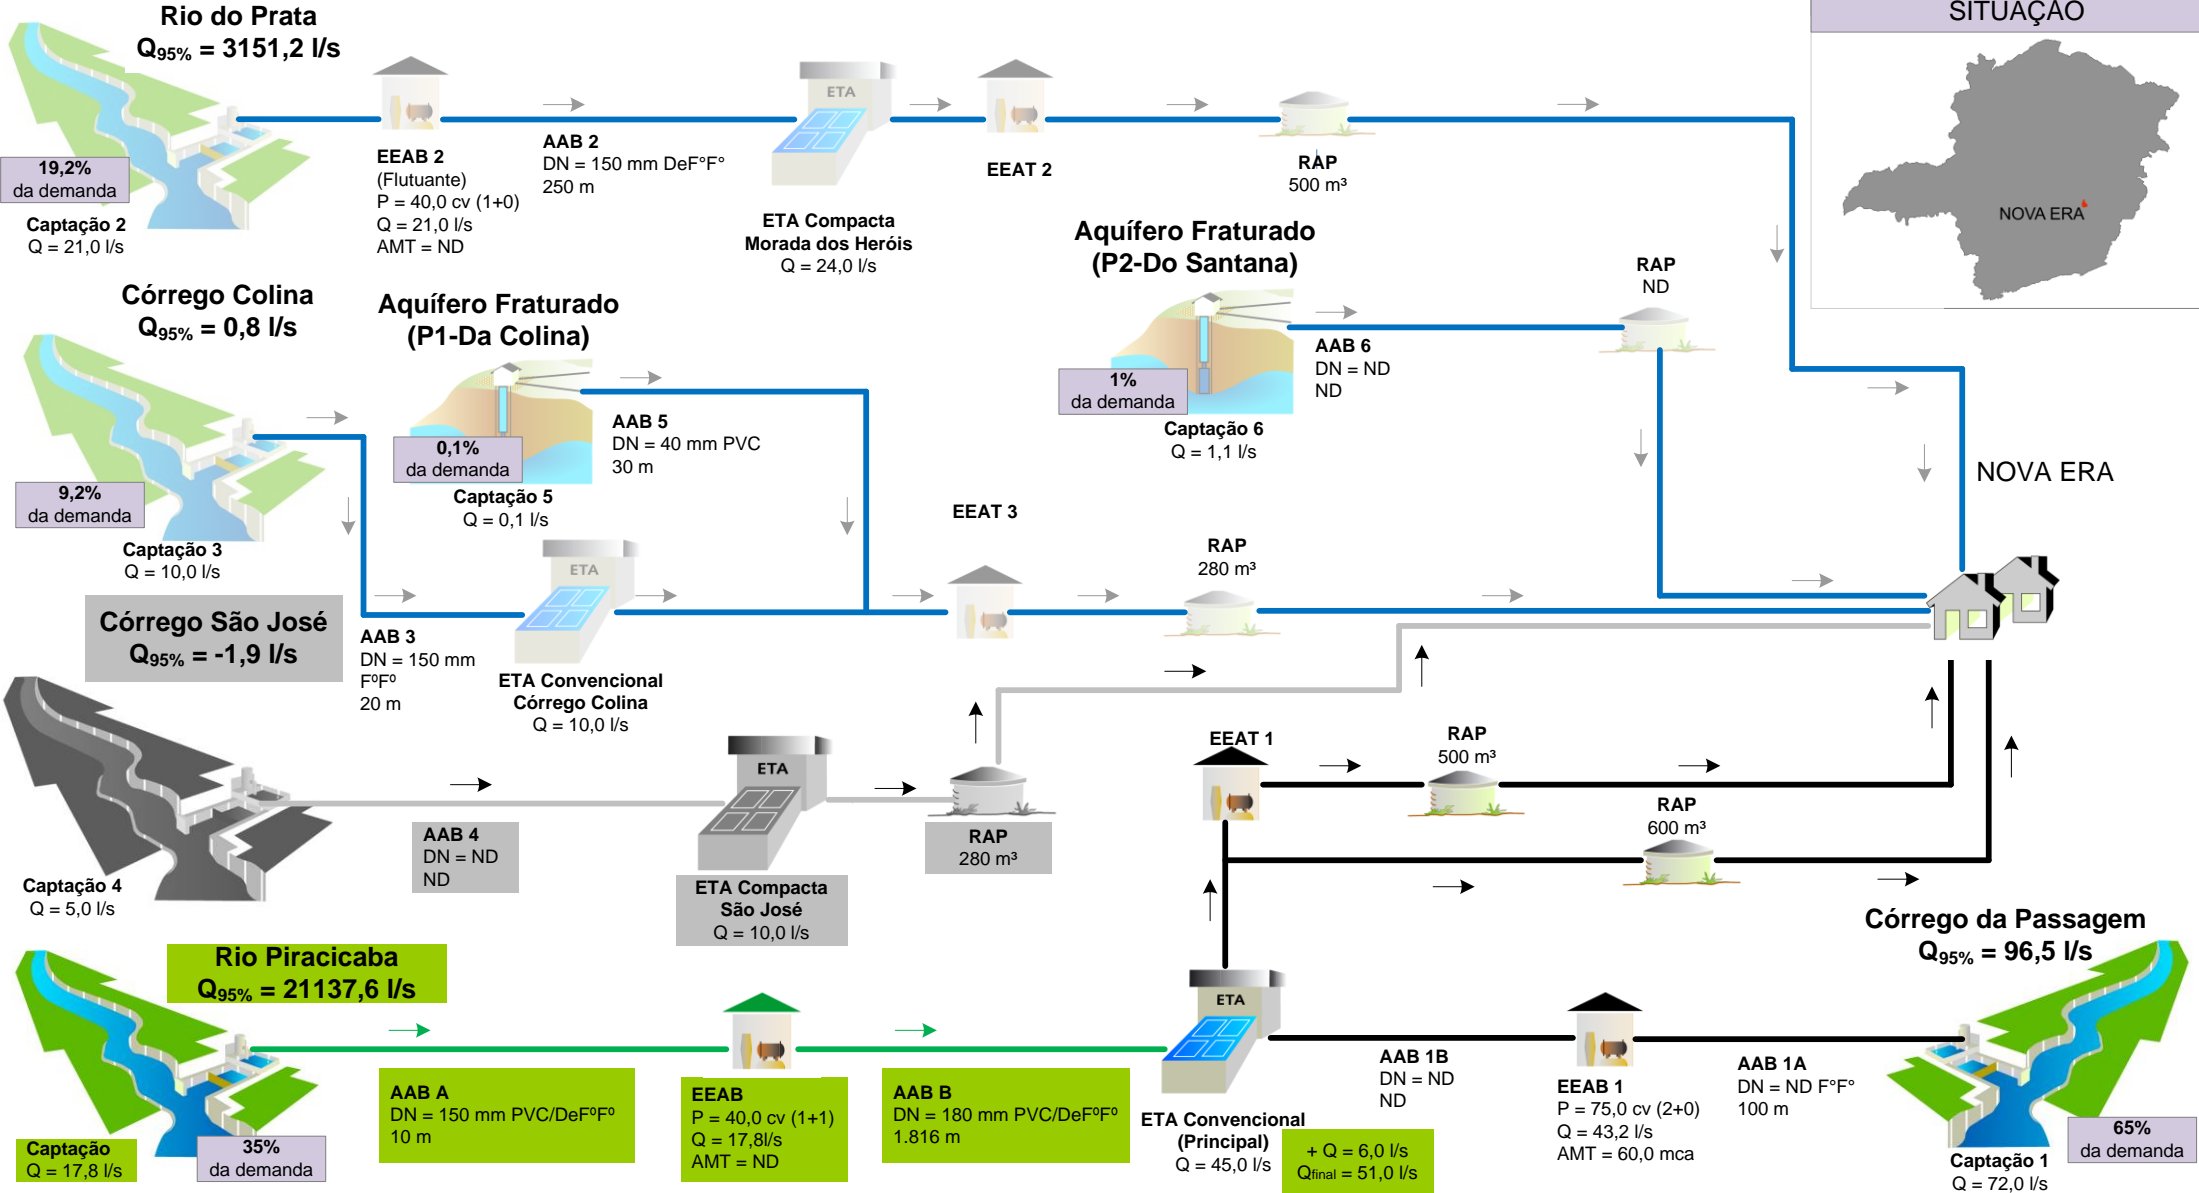 Rio do Prata
Q95% = 3151,2 l/s
19,2%
da demanda
Captação 2
Q = 21,0 l/s
EEAB 2
(Flutuante)
P = 40,0 cv (1+0)
Q = 21,0 l/s
AMT = ND
AAB 2
DN = 150 mm DeF°F°
250 m
ETA
ETA Compacta
Morada dos Heróis
Q = 24,0 l/s
EEAT 2
RAP
500 m³
SITUAÇÃO
NOVA ERA
Aquífero Fraturado
(P2-Do Santana)
1%
da demanda
Captação 6
Q = 1,1 l/s
AAB 6
DN = ND
ND
RAP
ND
Córrego Colina
Q95% = 0,8 l/s
9,2%
da demanda
Captação 3
Q = 10,0 l/s
Aquífero Fraturado
(P1-Da Colina)
0,1%
da demanda
Captação 5
Q = 0,1 l/s
AAB 5
DN = 40 mm PVC
30 m
AAB 3
DN = 150 mm
FºFº
20 m
ETA
ETA Convencional
Córrego Colina
Q = 10,0 l/s
EEAT 3
RAP
280 m³
NOVA ERA
Córrego São José
Q95% = -1,9 l/s
Captação 4
Q = 5,0 l/s
AAB 4
DN = ND
ND
ETA
ETA Compacta
São José
Q = 10,0 l/s
RAP
280 m³
EEAT 1
RAP
500 m³
RAP
600 m³
Rio Piracicaba
Q95% = 21137,6 l/s
Captação
Q = 17,8 l/s
35%
da demanda
AAB A
DN = 150 mm PVC/DeFºFº
10 m
EEAB
P = 40,0 cv (1+1)
Q = 17,8l/s
AMT = ND
AAB B
DN = 180 mm PVC/DeFºFº
1.816 m
ETA
ETA Convencional
(Principal)
Q = 45,0 l/s
+ Q = 6,0 l/s
Qfinal = 51,0 l/s
AAB 1B
DN = ND
ND
EEAB 1
P = 75,0 cv (2+0)
Q = 43,2 l/s
AMT = 60,0 mca
AAB 1A
DN = ND F°F°
100 m
Córrego da Passagem
Q95% = 96,5 l/s
65%
da demanda
Captação 1
Q = 72,0 l/s